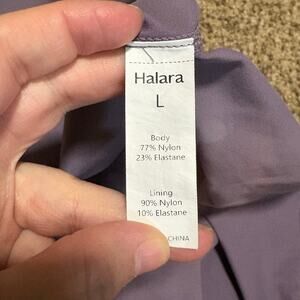 Halara
L
Body
77% Nylon
23% Elastane
Lining
90% Nylon
10% Elastane
CHINA